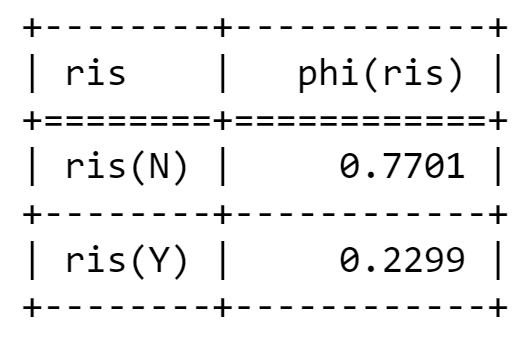 +--------+------------+
| ris    |   phi(ris) |
+========+============+
| ris(N) |     0.7701 |
+--------+------------+
| ris(Y) |     0.2299 |
+--------+------------+